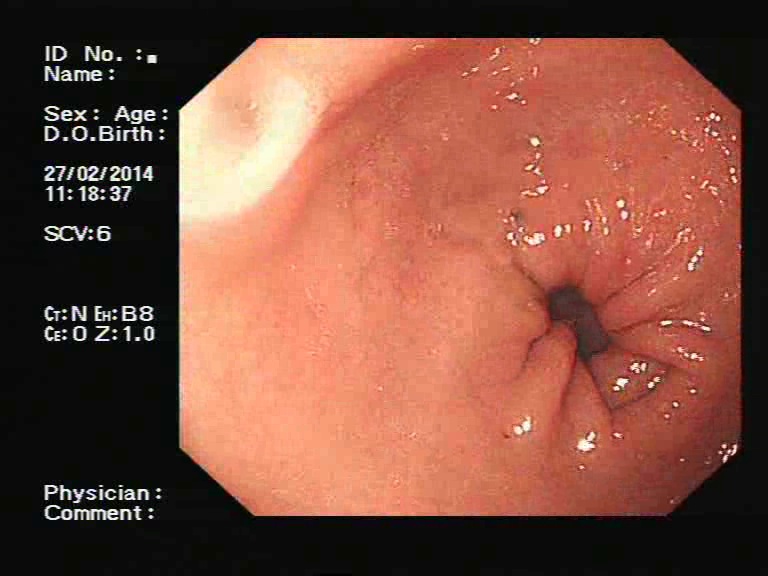 ID No. :
Name:
Sex: Age:
D.O.Birth:
27/02/2014
11:18:37
SCV:6
CT:N EH:B8
CE:0 Z:1.0
Physician:
Comment: